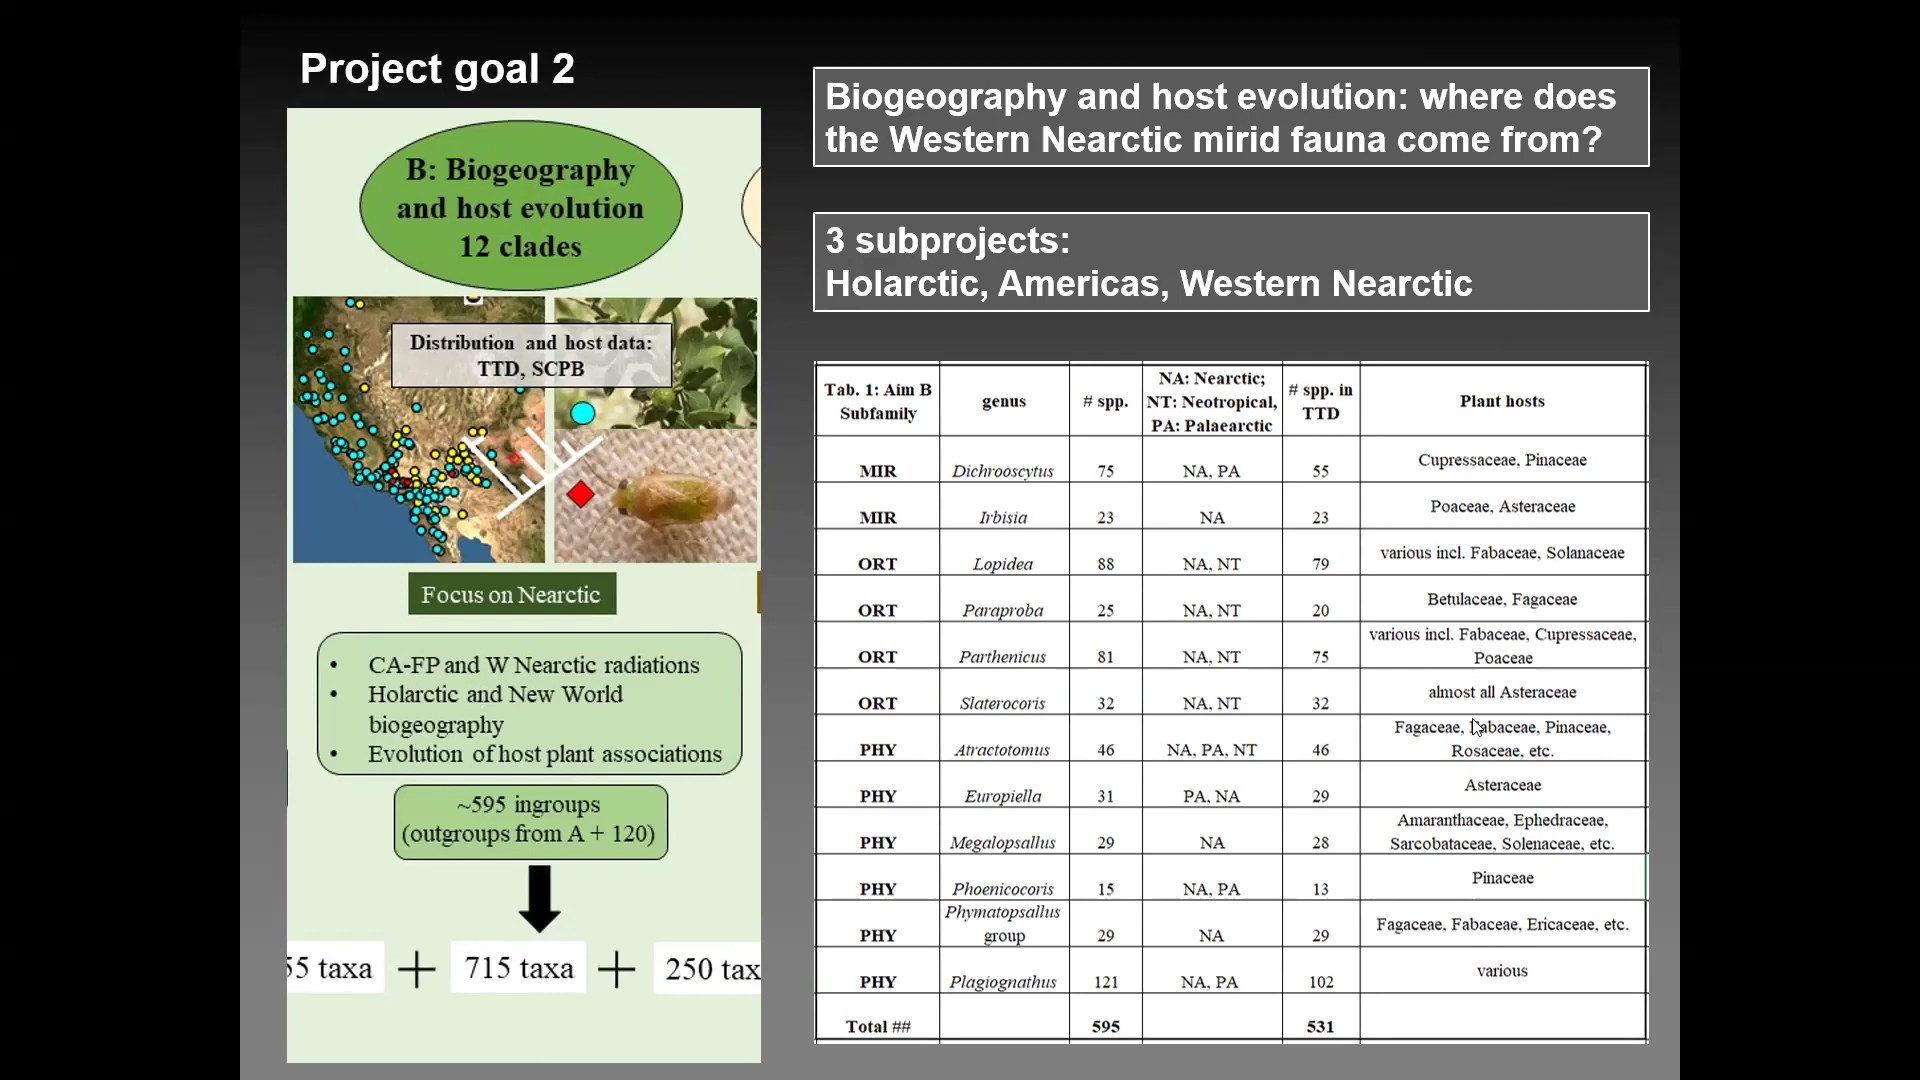 Project goal 2
B: Biogeography
and host evolution
12 clades
Distribution and host data:
TTD, SCPB
Focus on Nearctic
• CA-FP and W Nearctic radiations
• Holarctic and New World
biogeography
• Evolution of host plant associations
~595 ingroups
(outgroups from A + 120)
55 taxa + 715 taxa + 250 tax
Biogeography and host evolution: where does
the Western Nearctic mirid fauna come from?
3 subprojects:
Holarctic, Americas, Western Nearctic
Tab. 1: Aim B
Subfamily
genus
# spp.
NA: Nearctic;
NT: Neotropical,
PA: Palaearctic
# spp. in
TTD
Plant hosts
MIR Dichrooscytus 75 NA, PA 55 Cupressaceae, Pinaceae
MIR Irbisia 23 NA 23 Poaceae, Asteraceae
ORT Lopidea 88 NA, NT 79 various incl. Fabaceae, Solanaceae
ORT Paraproba 25 NA, NT 20 Betulaceae, Fagaceae
ORT Parthenicus 81 NA, NT 75 various incl. Fabaceae, Cupressaceae,
Poaceae
ORT Slaterocoris 32 NA, NT 32 almost all Asteraceae
PHY Atractotomus 46 NA, PA, NT 46 Fagaceae, Fabaceae, Pinaceae,
Rosaceae, etc.
PHY Europiella 31 PA, NA 29 Asteraceae
PHY Megalopsallus 29 NA 28 Amaranthaceae, Ephedraceae,
Sarcobataceae, Solenaceae, etc.
PHY Phoenicocoris 15 NA, PA 13 Pinaceae
PHY Phymatopsallus
group 29 NA 29 Fagaceae, Fabaceae, Ericaceae, etc.
PHY Plagiognathus 121 NA, PA 102 various
Total ## 595 531